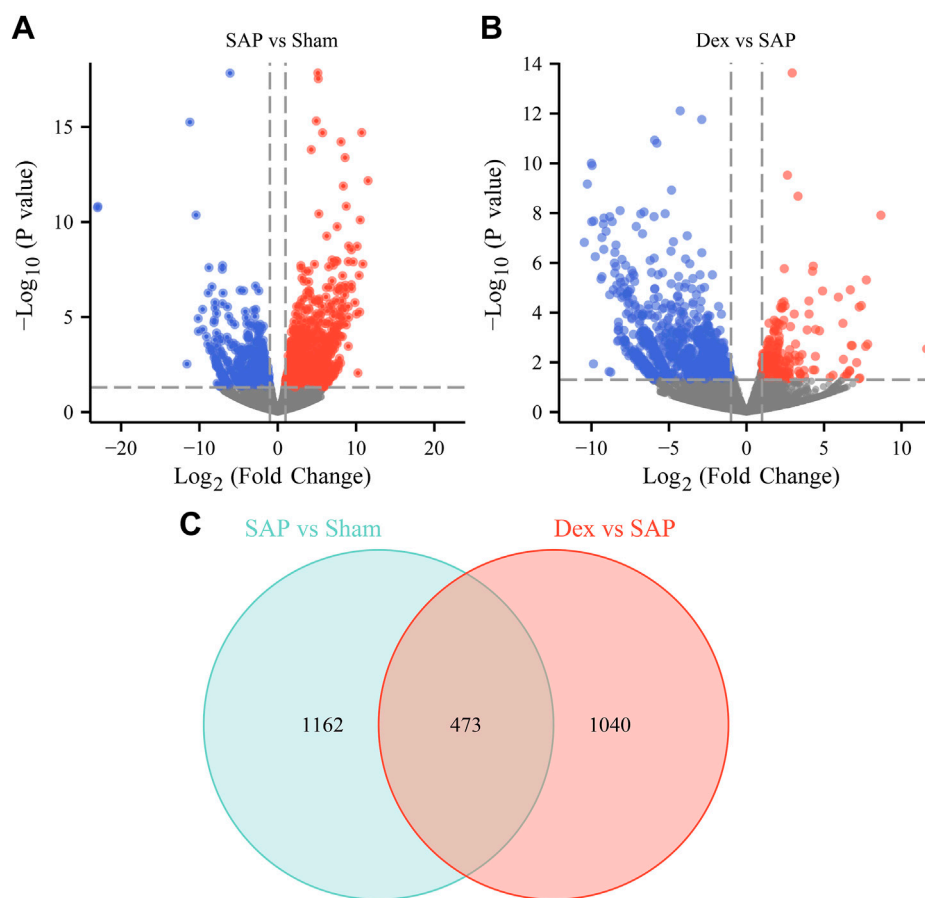 A
SAP vs Sham
−Log10 (P value)
15
10
5
0
−20
−10
0
10
20
Log2 (Fold Change)
B
Dex vs SAP
−Log10 (P value)
14
12
10
8
6
4
2
0
−10
−5
0
5
10
Log2 (Fold Change)
C
SAP vs Sham
Dex vs SAP
1162
473
1040